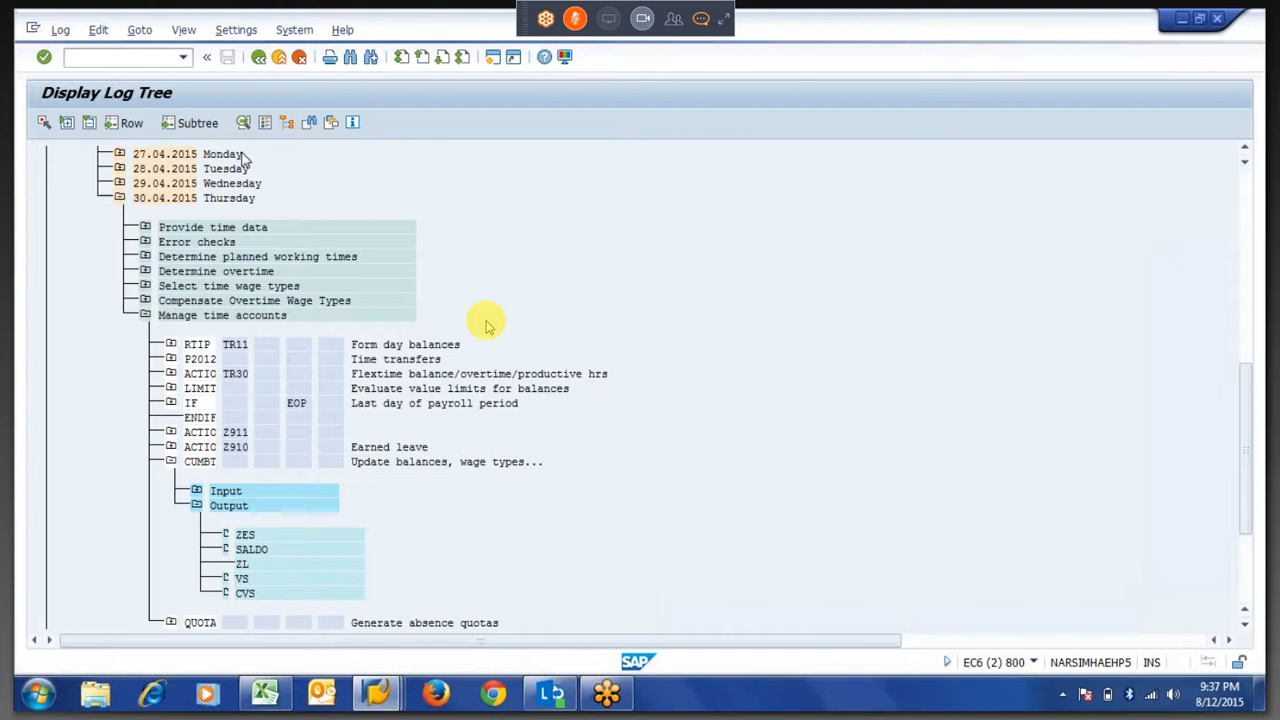 Log Edit Goto View Settings System Help
Display Log Tree
Row Subtree
27.04.2015 Monday
28.04.2015 Tuesday
29.04.2015 Wednesday
30.04.2015 Thursday
Provide time data
Error checks
Determine planned working times
Determine overtime
Select time wage types
Compensate Overtime Wage Types
Manage time accounts
RTIP TR11 Form day balances
P2012 Time transfers
ACTIO TR30 Flextime balance/overtime/productive hrs
LIMIT Evaluate value limits for balances
IF EOP Last day of payroll period
ENDIF
ACTIO Z911
ACTIO Z910 Earned leave
CUMBT Update balances, wage types...
Input
Output
ZES
SALDO
ZL
VS
CVS
QUOTA Generate absence quotas
SAP EC6 (2) 800 NARSIMHAEHP5 INS
9:37 PM
8/12/2015